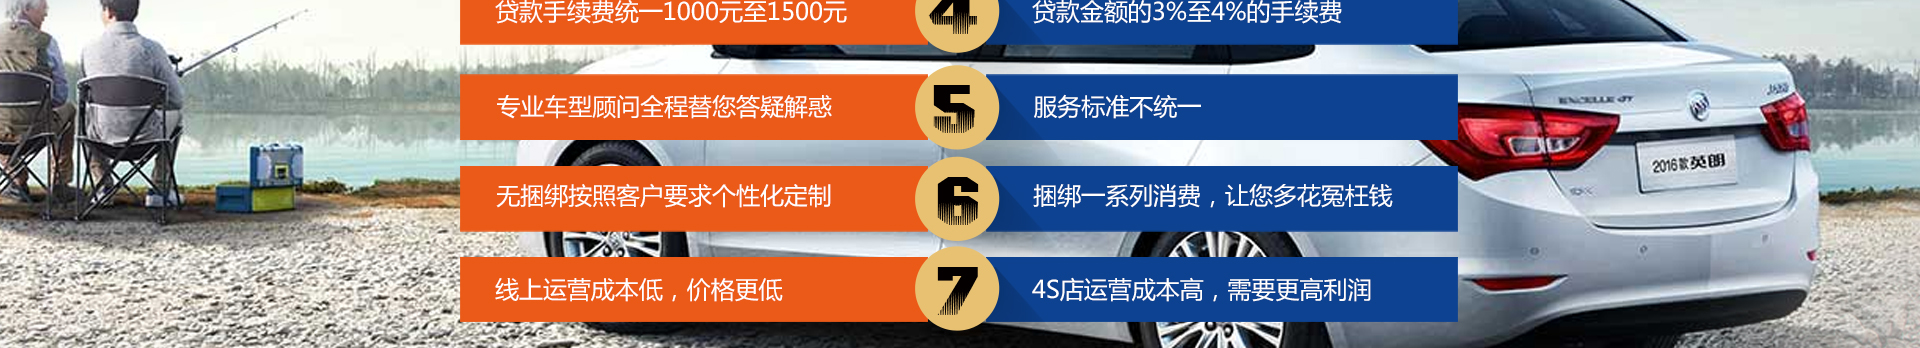 贷款手续费统一1000元至1500元 4 贷款金额的3%至4%的手续费
专业车型顾问全程替您答疑解惑 5 服务标准不统一
EXCELLE GT
无捆绑按照客户要求个性化定制 6 捆绑一系列消费，让您多花冤枉钱
2016款英朗
线上运营成本低，价格更低 7 4S店运营成本高，需要更高利润